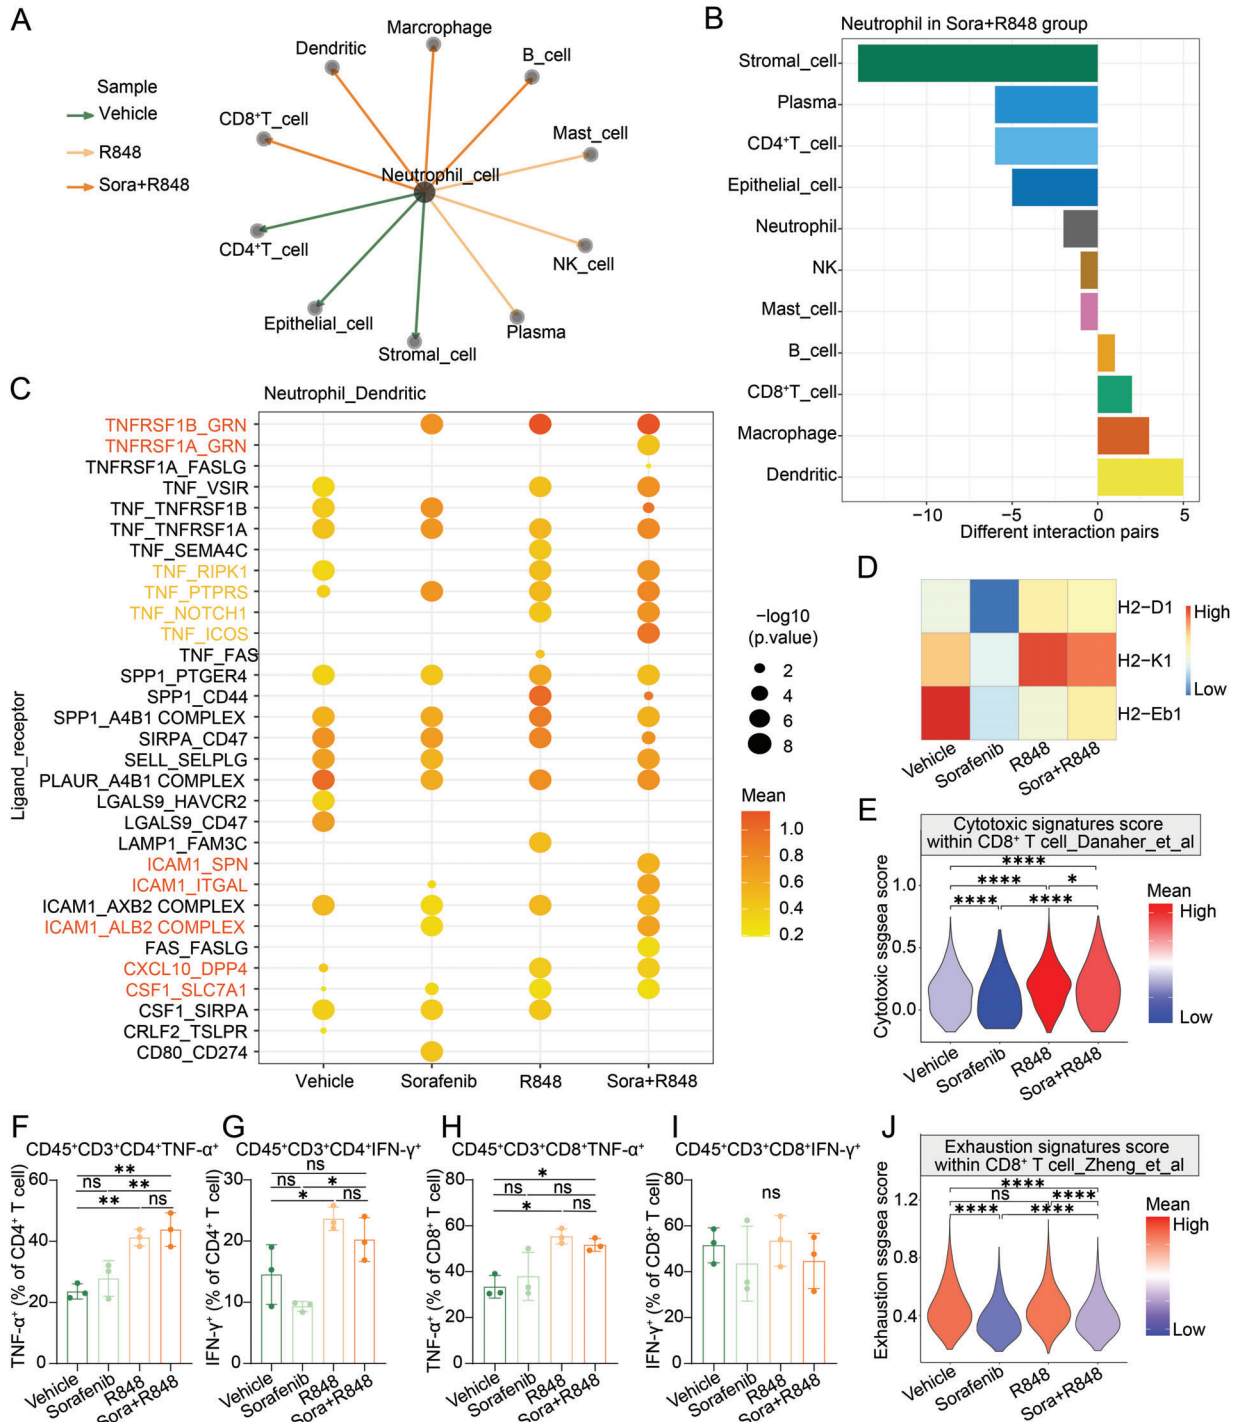 A
Sample
Vehicle
R848
Sora+R848
Marcrophage
Dendritic
B_cell
CD8⁺T_cell
Mast_cell
Neutrophil_cell
CD4⁺T_cell
NK_cell
Epithelial_cell
Plasma
Stromal_cell
B
Neutrophil in Sora+R848 group
Stromal_cell
Plasma
CD4⁺T_cell
Epithelial_cell
Neutrophil
NK
Mast_cell
B_cell
CD8⁺T_cell
Macrophage
Dendritic
−10 −5 0 5
Different interaction pairs
C
Neutrophil_Dendritic
Ligand_receptor
TNFRSF1B_GRN
TNFRSF1A_GRN
TNFRSF1A_FASLG
TNF_VSIR
TNF_TNFRSF1B
TNF_TNFRSF1A
TNF_SEMA4C
TNF_RIPK1
TNF_PTPRS
TNF_NOTCH1
TNF_ICOS
TNF_FAS
SPP1_PTGER4
SPP1_CD44
SPP1_A4B1 COMPLEX
SIRPA_CD47
SELL_SELPLG
PLAUR_A4B1 COMPLEX
LGALS9_HAVCR2
LGALS9_CD47
LAMP1_FAM3C
ICAM1_SPN
ICAM1_ITGAL
ICAM1_AXB2 COMPLEX
ICAM1_ALB2 COMPLEX
FAS_FASLG
CXCL10_DPP4
CSF1_SLC7A1
CSF1_SIRPA
CRLF2_TSLPR
CD80_CD274
Vehicle Sorafenib R848 Sora+R848
−log10
(p.value)
2
4
6
8
Mean
1.0
0.8
0.6
0.4
0.2
D
H2−D1
H2−K1
H2−Eb1
High
Low
Vehicle Sorafenib R848 Sora+R848
E
Cytotoxic signatures score
within CD8⁺ T cell_Danaher_et_al
****
**** *
**** ****
Cytotoxic ssgsea score
1.0
0.5
0.0
Vehicle Sorafenib R848 Sora+R848
Mean
High
Low
F
CD45⁺CD3⁺CD4⁺TNF-α⁺
TNF-α⁺ (% of CD4⁺ T cell)
60
40
20
0
**
ns **
** ns
Vehicle Sorafenib R848 Sora+R848
G
CD45⁺CD3⁺CD4⁺IFN-γ⁺
IFN-γ⁺ (% of CD4⁺ T cell)
30
20
10
0
ns
ns *
* ns
Vehicle Sorafenib R848 Sora+R848
H
CD45⁺CD3⁺CD8⁺TNF-α⁺
TNF-α⁺ (% of CD8⁺ T cell)
80
60
40
20
0
*
ns ns
* ns
Vehicle Sorafenib R848 Sora+R848
I
CD45⁺CD3⁺CD8⁺IFN-γ⁺
IFN-γ⁺ (% of CD8⁺ T cell)
80
60
40
20
0
ns
Vehicle Sorafenib R848 Sora+R848
J
Exhaustion signatures score
within CD8⁺ T cell_Zheng_et_al
****
ns ****
**** ****
Exhaustion ssgsea score
1.2
0.8
0.4
Vehicle Sorafenib R848 Sora+R848
Mean
High
Low